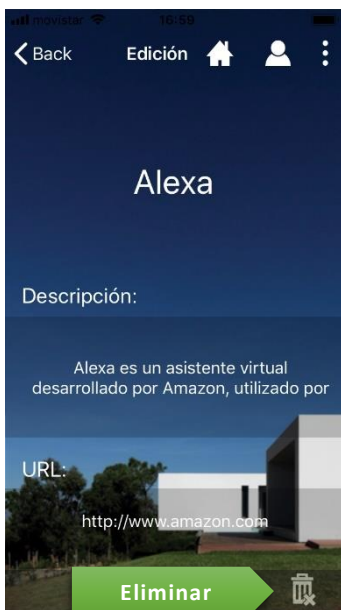 movistar 16:59
Back Edición
Alexa
Descripción:
Alexa es un asistente virtual
desarrollado por Amazon, utilizado por
URL:
http://www.amazon.com
Eliminar